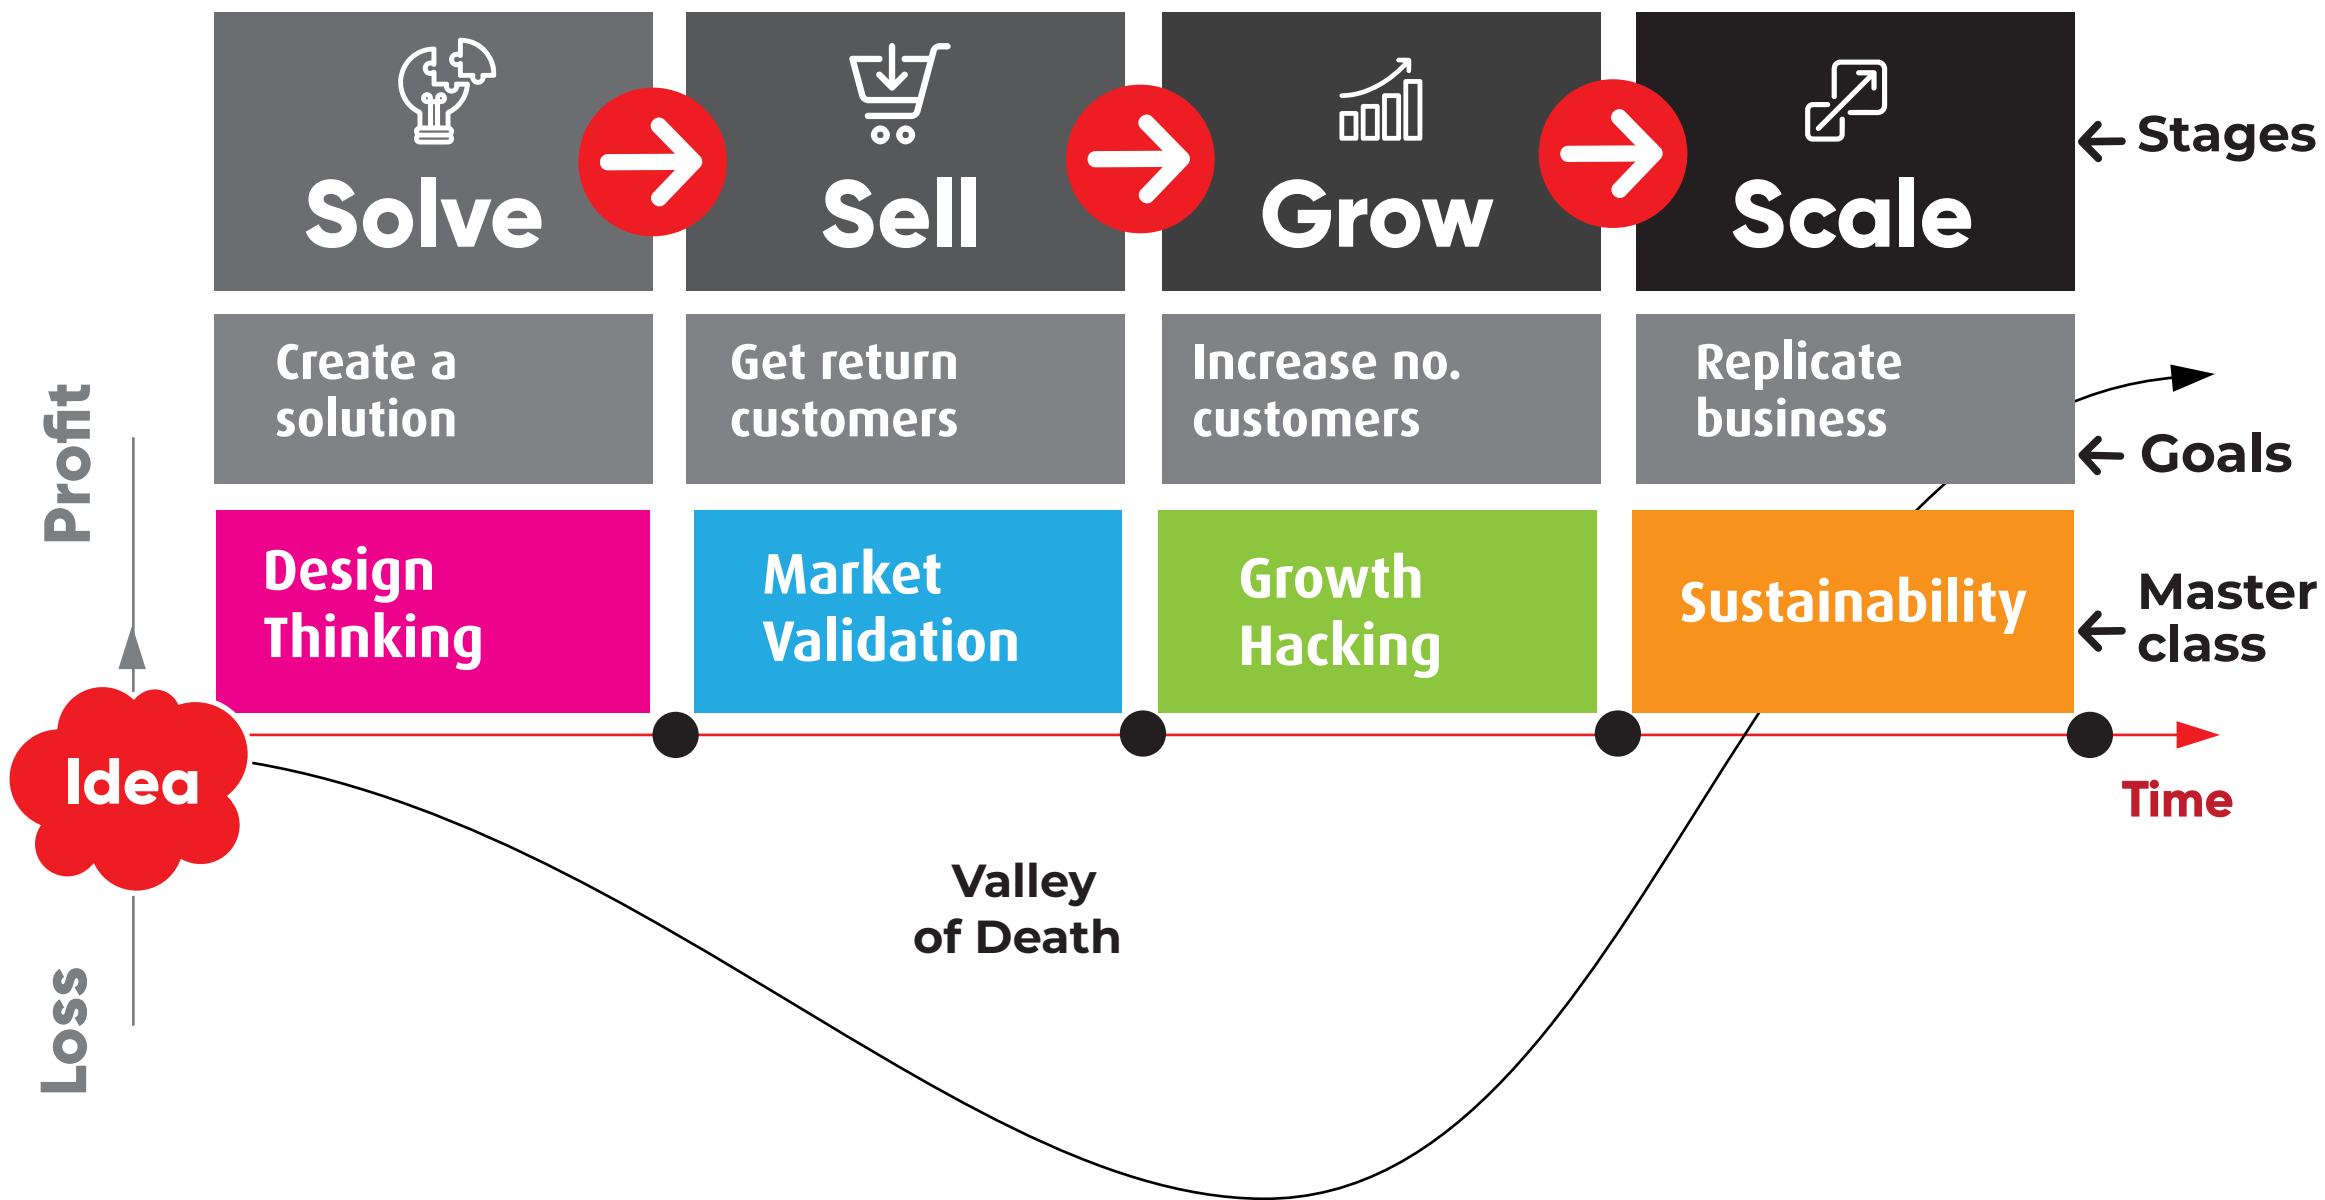 Solve
Sell
Grow
Scale
Stages
Create a
solution
Get return
customers
Increase no.
customers
Replicate
business
Goals
Design
Thinking
Market
Validation
Growth
Hacking
Sustainability
Master
class
Profit
Idea
Loss
Time
Valley
of Death